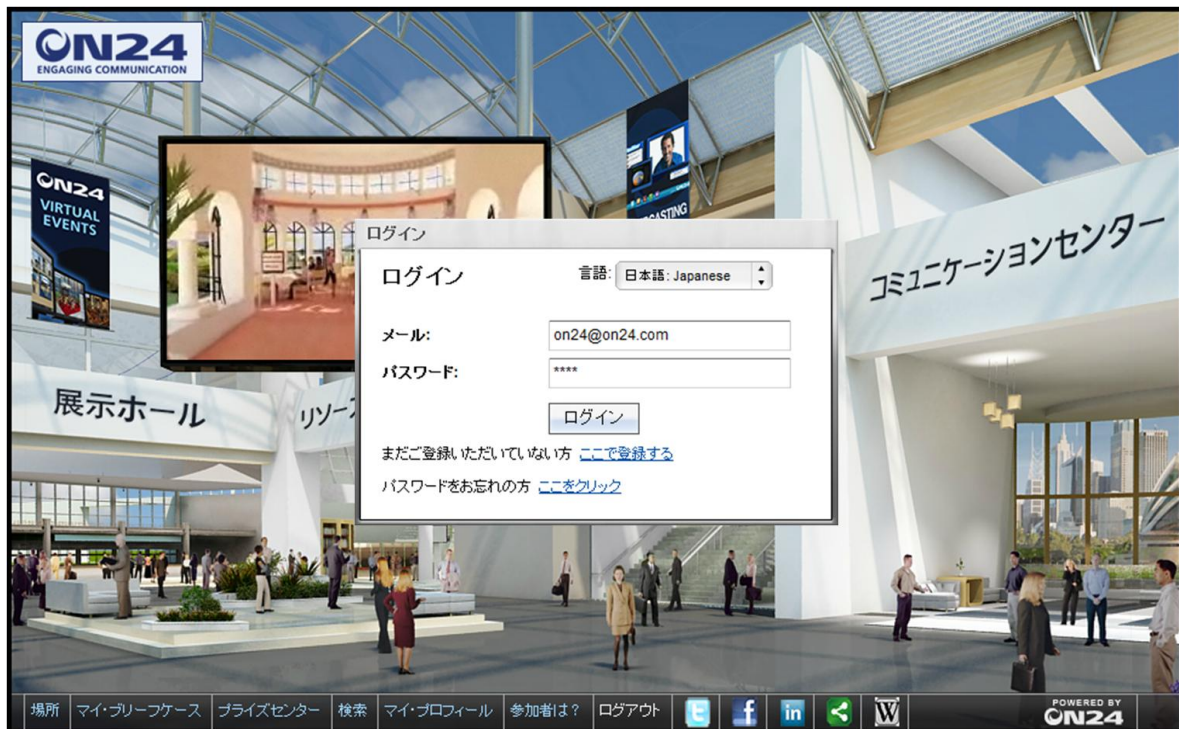 ON24
ENGAGING COMMUNICATION
ON24
VIRTUAL
EVENTS
ログイン
ログイン
言語: 日本語: Japanese
メール: on24@on24.com
パスワード: ****
ログイン
まだご登録いただいていない方 ここで登録する
パスワードをお忘れの方 ここをクリック
コミュニケーションセンター
展示ホール
場所 マイ・ブリーフケース プライズセンター 検索 マイ・プロフィール 参加者は? ログアウト
POWERED BY
ON24